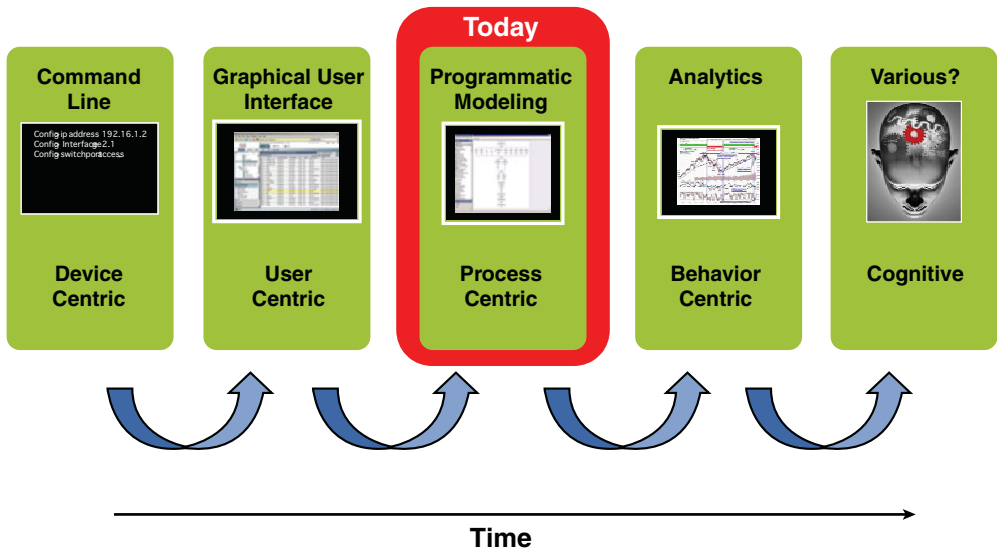 Today
Command
Line
Config ip address 192.16.1.2
Config Interface 2.1
Config switchport access
Device
Centric
Graphical User
Interface
User
Centric
Programmatic
Modeling
Process
Centric
Analytics
Behavior
Centric
Various?
Cognitive
Time